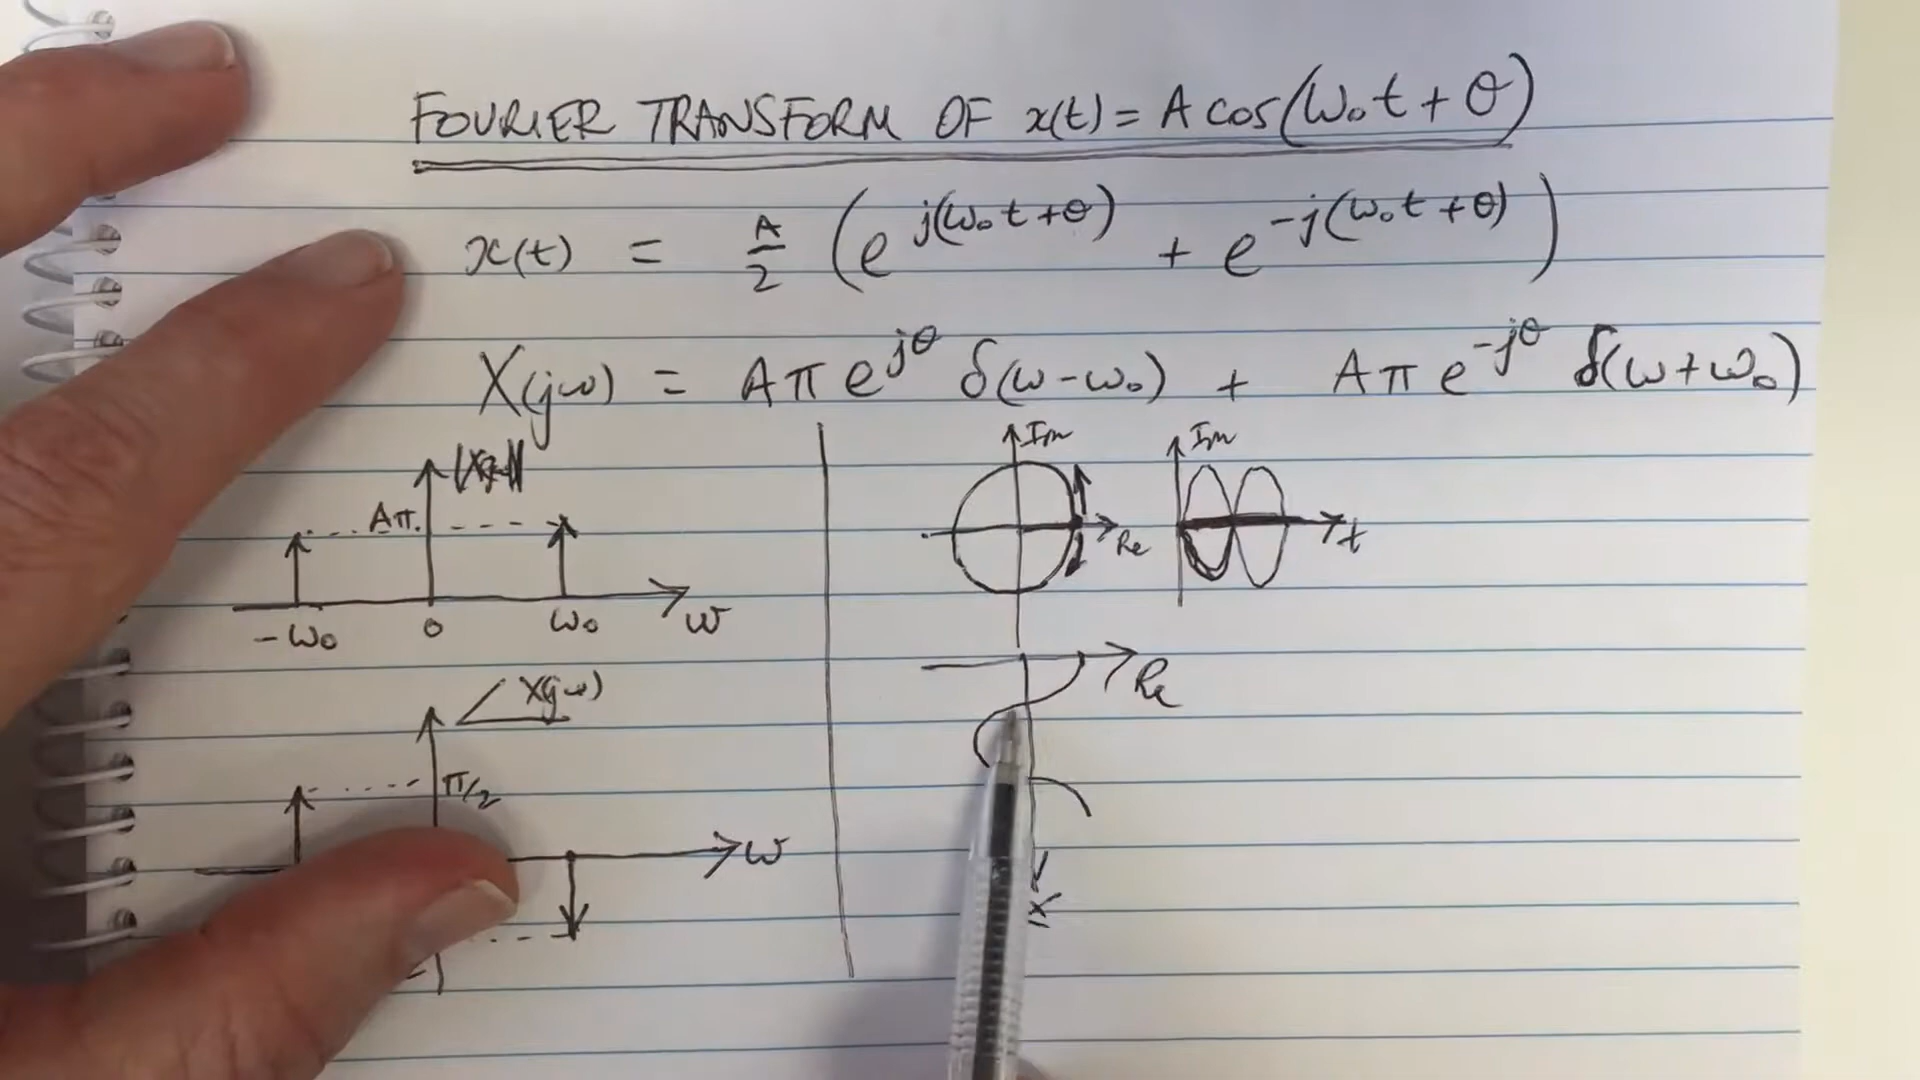 FOURIER TRANSFORM OF x(t) = A cos(ω₀t + θ)
x(t) = A/2 (e^{j(ω₀t+θ)} + e^{-j(ω₀t+θ)})
X(jω) = Aπ e^{jθ} δ(ω-ω₀) + Aπ e^{-jθ} δ(ω+ω₀)
|X(jω)|
Aπ
-ω₀ 0 ω₀ ω
∠X(jω)
π/2
ω
Im
Re
Im
t
Re
t